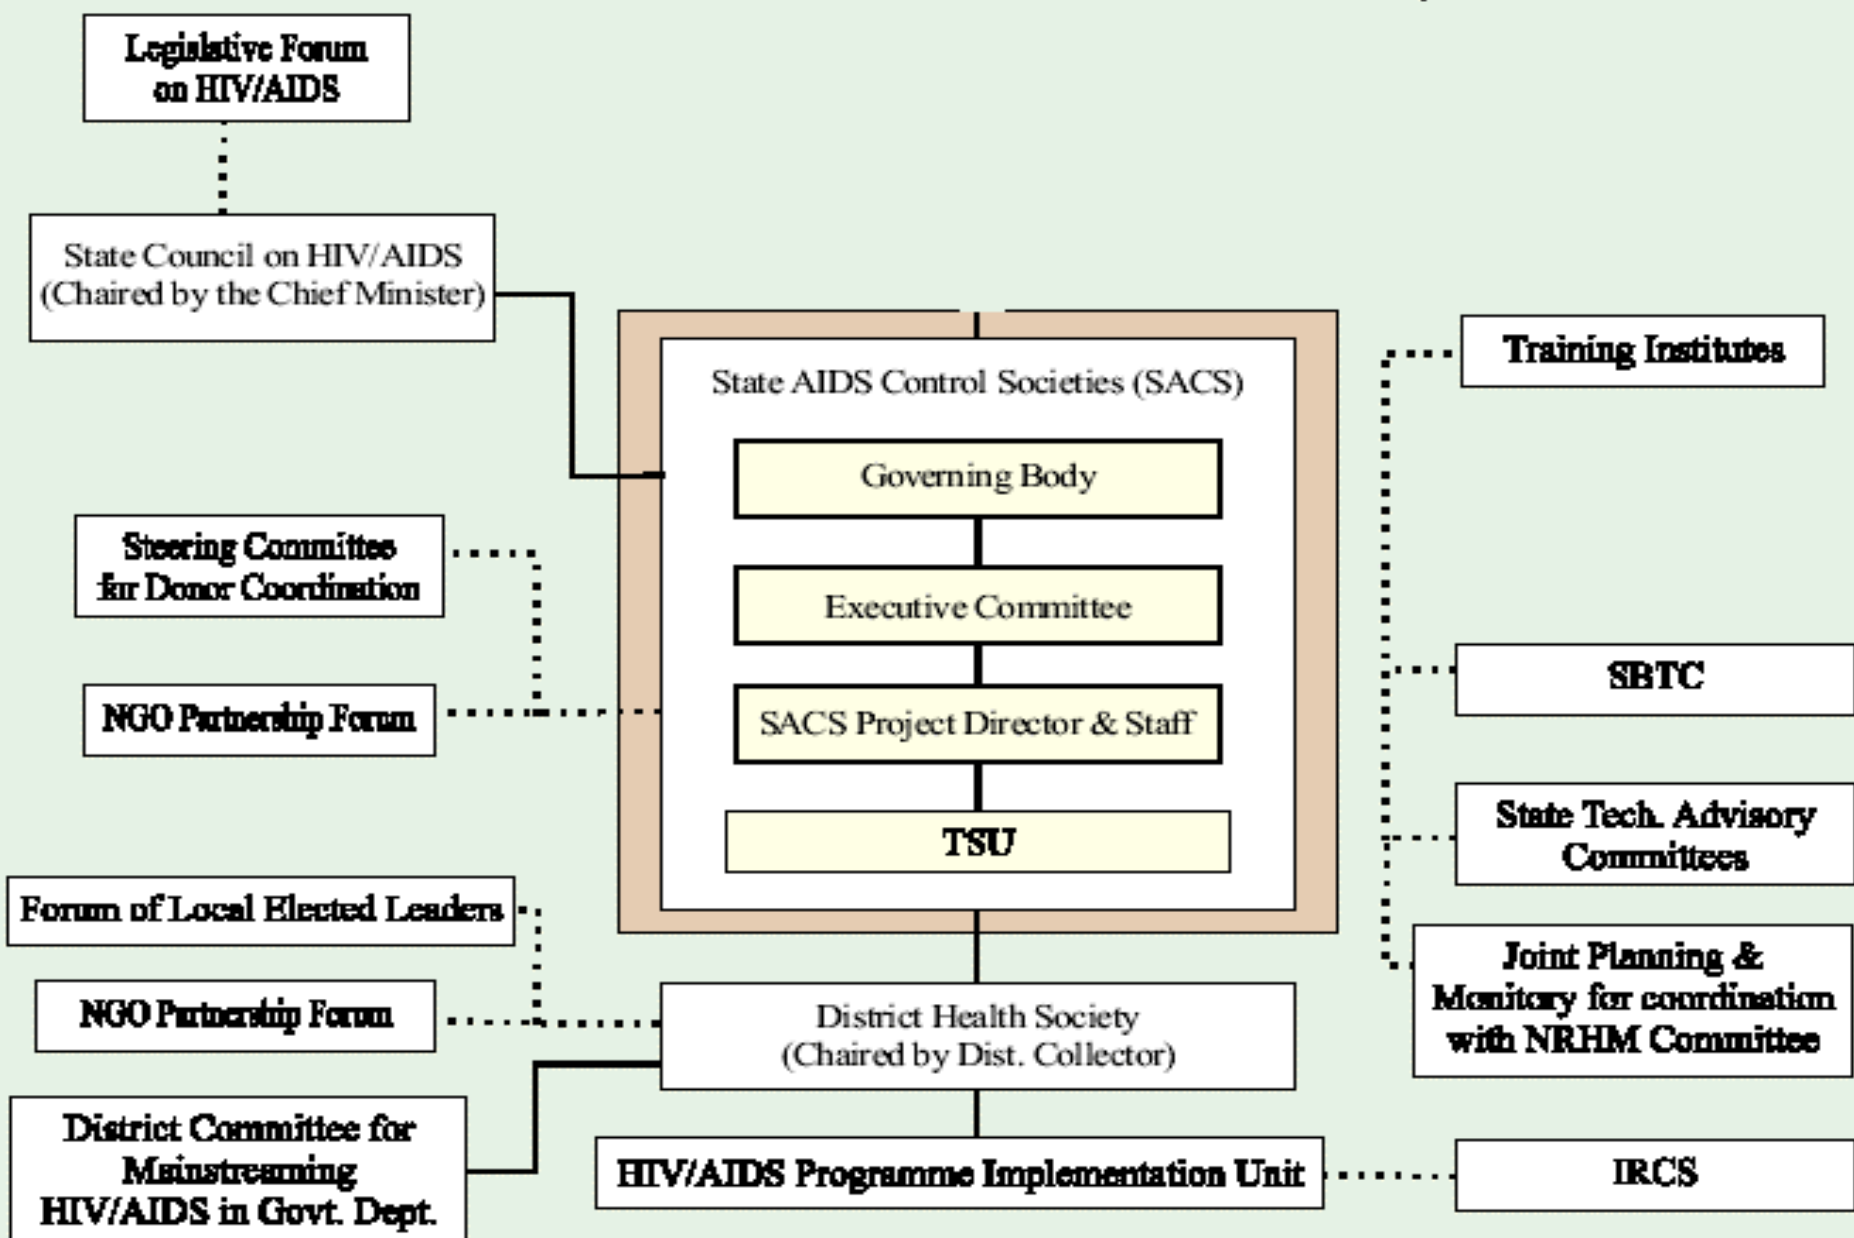 Legislative Forum
on HIV/AIDS
State Council on HIV/AIDS
(Chaired by the Chief Minister)
State AIDS Control Societies (SACS)
Governing Body
Executive Committee
SACS Project Director & Staff
TSU
Training Institutes
Steering Committee
for Donor Coordination
NGO Partnership Forum
SBTC
State Tech. Advisory
Committees
Forum of Local Elected Leaders
NGO Partnership Forum
Joint Planning &
Monitory for coordination
with NRHM Committee
District Health Society
(Chaired by Dist. Collector)
District Committee for
Mainstreaming
HIV/AIDS in Govt. Dept.
HIV/AIDS Programme Implementation Unit
IRCS